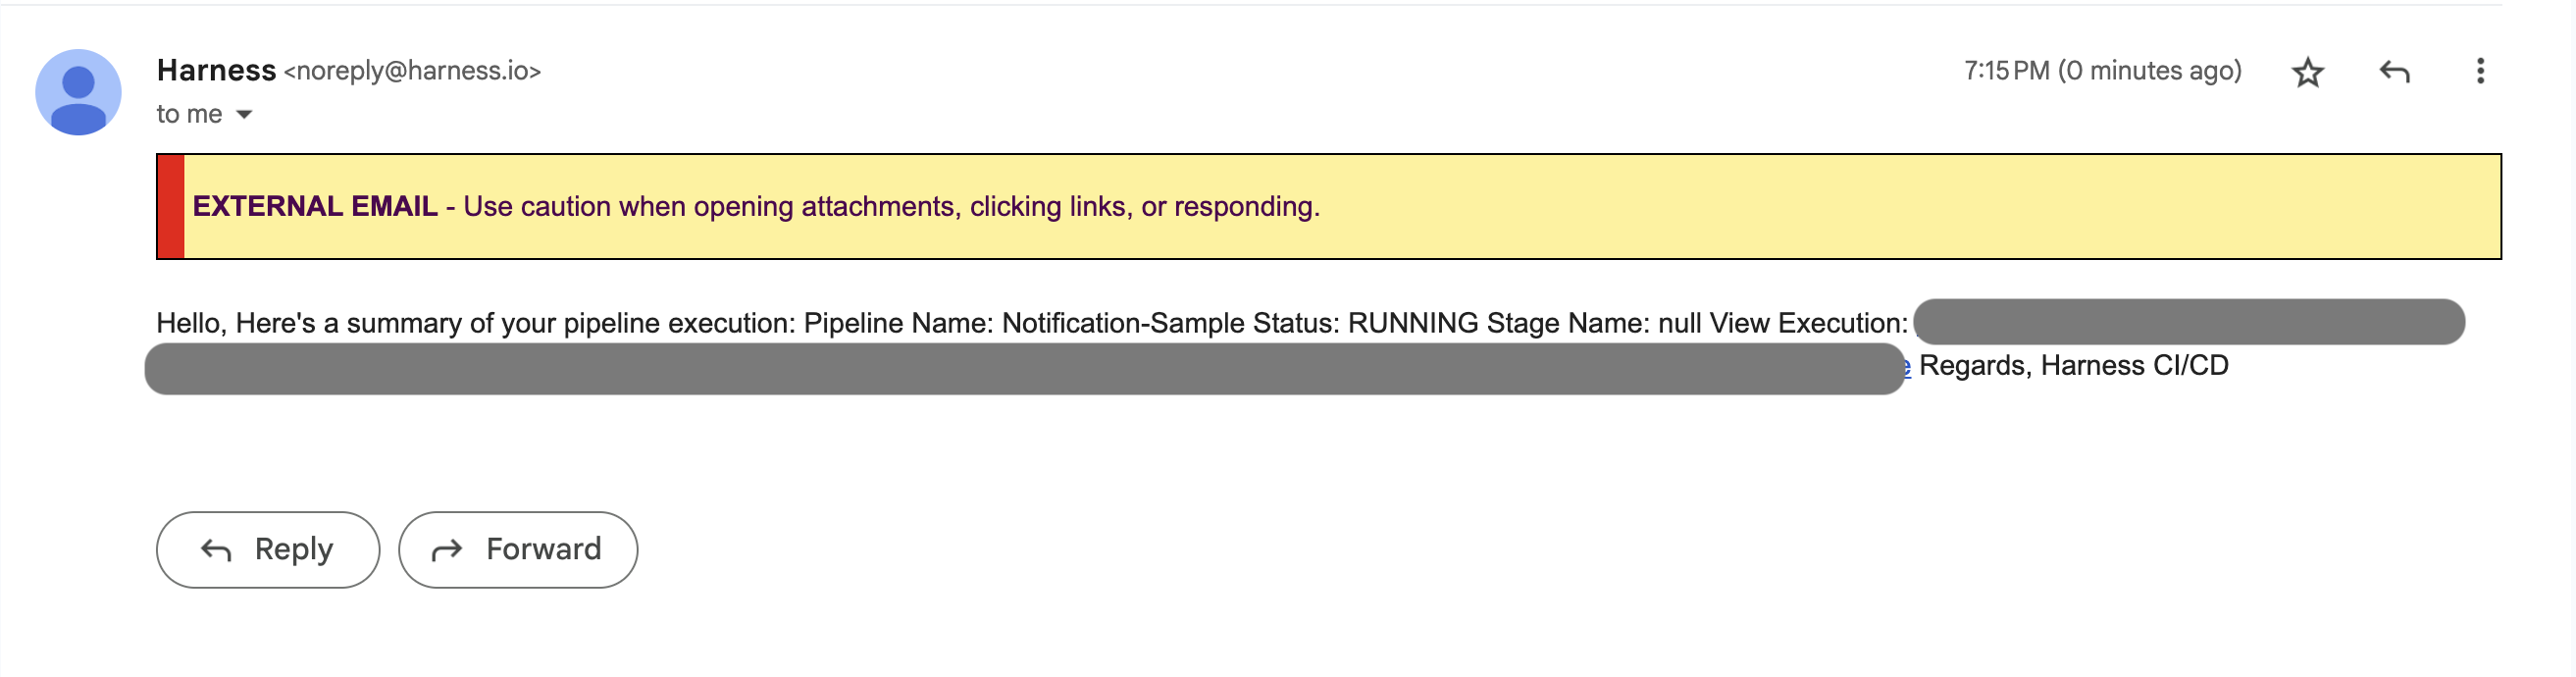 Harness <noreply@harness.io> 7:15 PM (0 minutes ago)
to me
EXTERNAL EMAIL - Use caution when opening attachments, clicking links, or responding.
Hello, Here's a summary of your pipeline execution: Pipeline Name: Notification-Sample Status: RUNNING Stage Name: null View Execution:
Regards, Harness CI/CD
Reply Forward